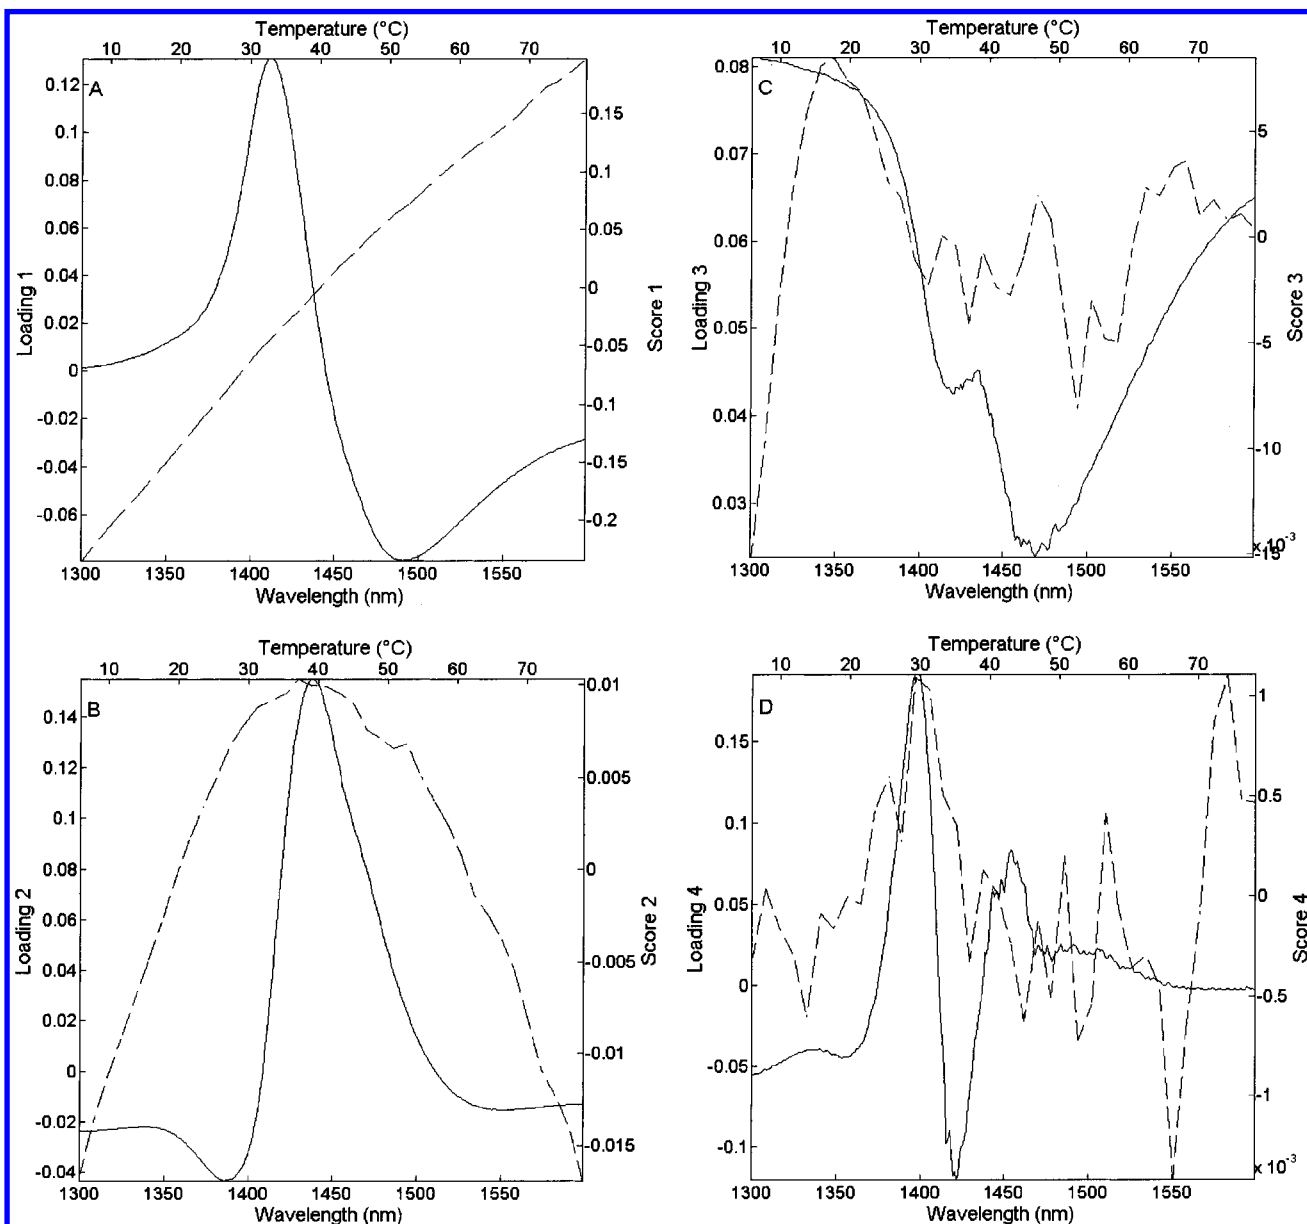 Temperature (°C)
10 20 30 40 50 60 70
A
0.12
0.1
0.08
0.06
0.04
0.02
0
-0.02
-0.04
-0.06
Loading 1
0.15
0.1
0.05
0
-0.05
-0.1
-0.15
-0.2
Score 1
1300 1350 1400 1450 1500 1550
Wavelength (nm)
Temperature (°C)
10 20 30 40 50 60 70
C
0.08
0.07
0.06
0.05
0.04
0.03
Loading 3
5
0
-5
-10
-15
x 10-3
Score 3
1300 1350 1400 1450 1500 1550
Wavelength (nm)
Temperature (°C)
10 20 30 40 50 60 70
B
0.14
0.12
0.1
0.08
0.06
0.04
0.02
0
-0.02
-0.04
Loading 2
0.01
0.005
0
-0.005
-0.01
-0.015
Score 2
1300 1350 1400 1450 1500 1550
Wavelength (nm)
Temperature (°C)
10 20 30 40 50 60 70
D
0.15
0.1
0.05
0
-0.05
-0.1
Loading 4
1
0.5
0
-0.5
-1
x 10-3
Score 4
1300 1350 1400 1450 1500 1550
Wavelength (nm)